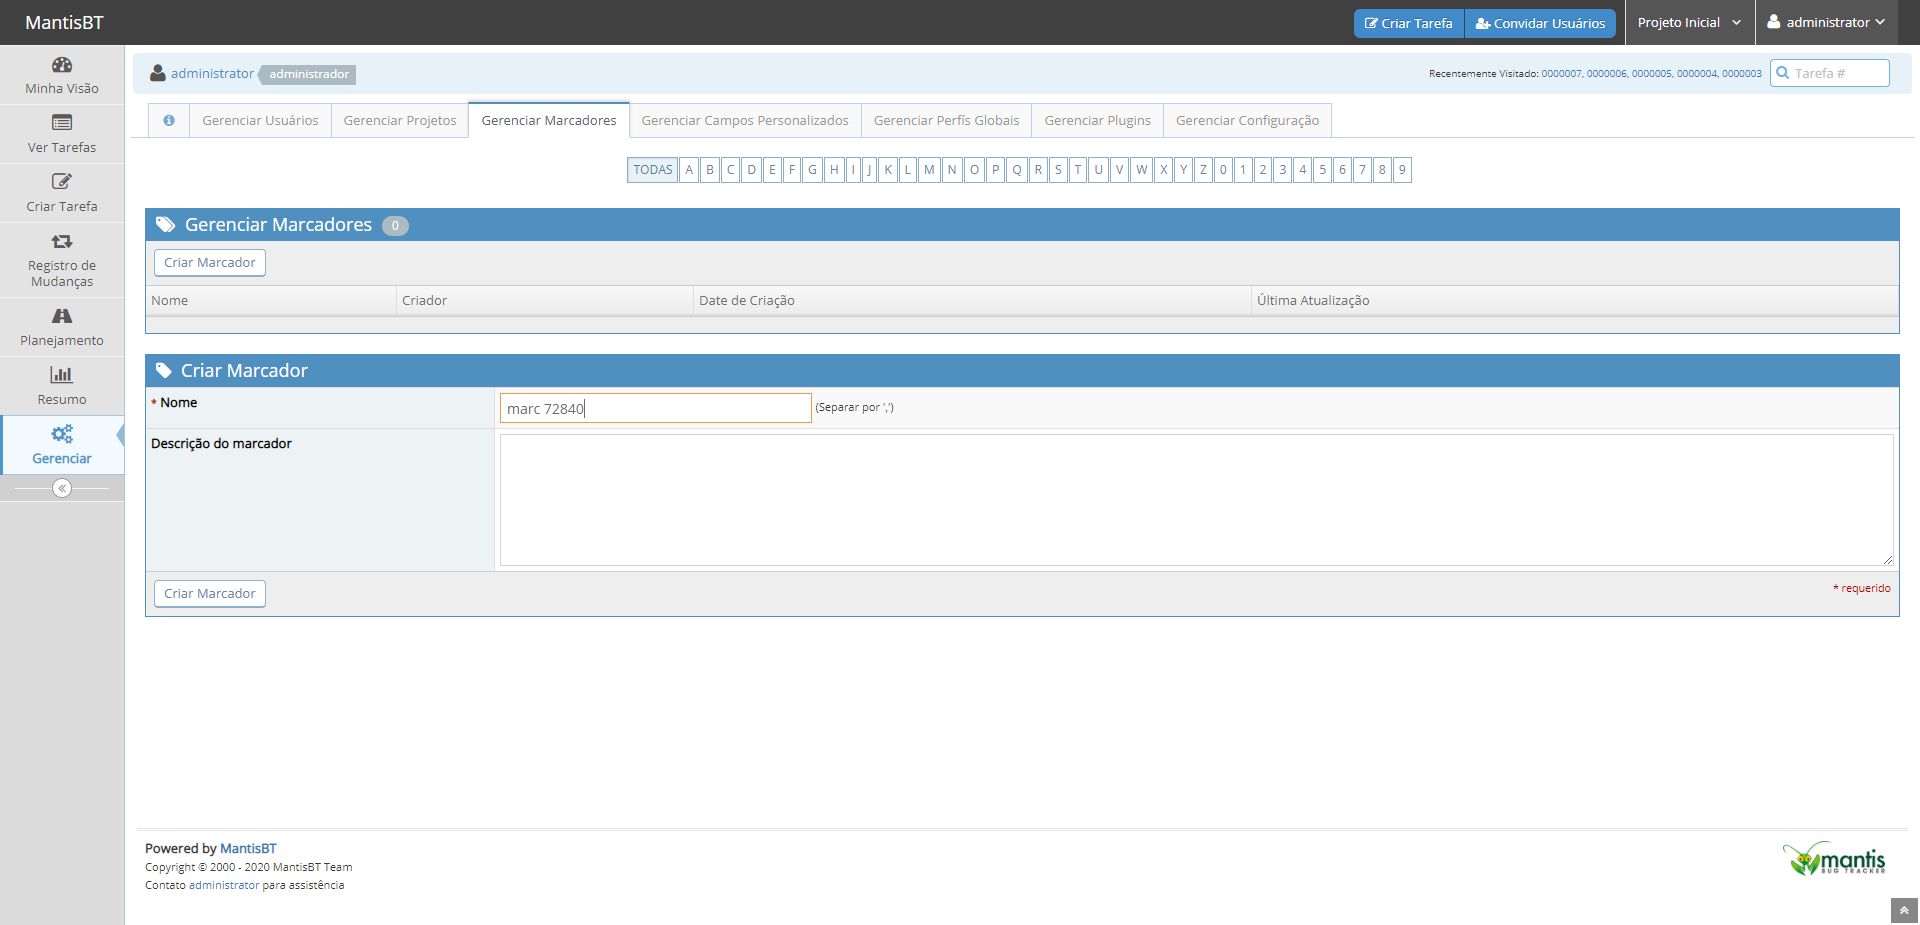 MantisBT
Criar Tarefa
Convidar Usuários
Projeto Inicial
administrator
Minha Visão
Ver Tarefas
Criar Tarefa
Registro de
Mudanças
Planejamento
Resumo
Gerenciar
administrator administrador
Recentemente Visitado: 0000007, 0000006, 0000005, 0000004, 0000003
Tarefa #
Gerenciar Usuários
Gerenciar Projetos
Gerenciar Marcadores
Gerenciar Campos Personalizados
Gerenciar Perfís Globais
Gerenciar Plugins
Gerenciar Configuração
TODAS A B C D E F G H I J K L M N O P Q R S T U V W X Y Z 0 1 2 3 4 5 6 7 8 9
Gerenciar Marcadores 0
Criar Marcador
Nome Criador Date de Criação Última Atualização
Criar Marcador
* Nome
marc 72840
(Separar por ',')
Descrição do marcador
Criar Marcador
* requerido
Powered by MantisBT
Copyright © 2000 - 2020 MantisBT Team
Contato administrator para assistência
mantis
BUG TRACKER